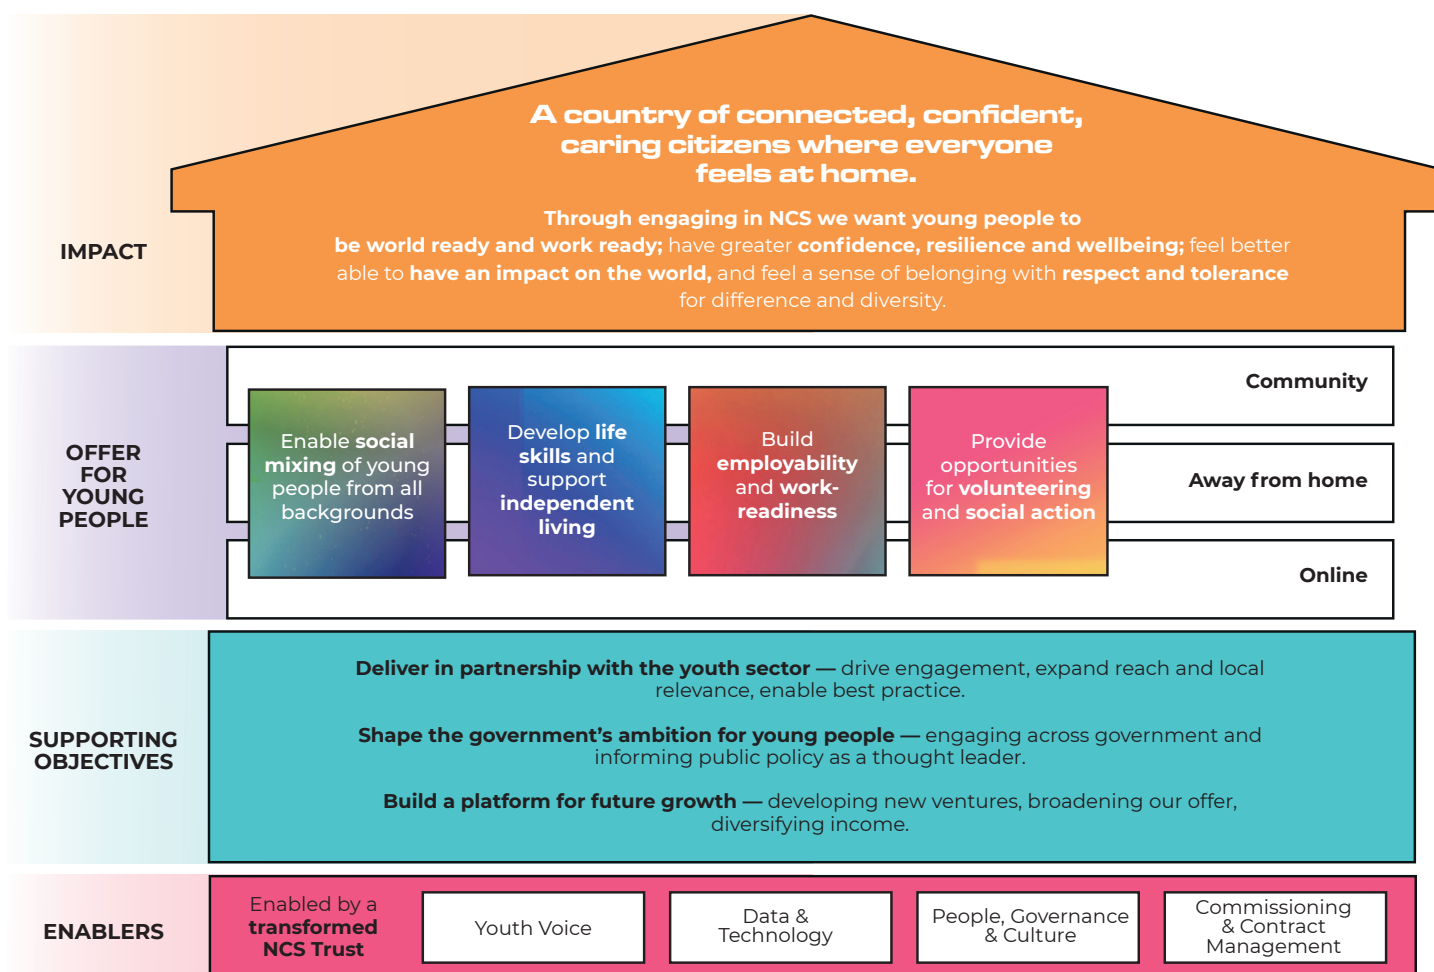 A country of connected, confident,
caring citizens where everyone
feels at home.
Through engaging in NCS we want young people to
be world ready and work ready; have greater confidence, resilience and wellbeing; feel better
able to have an impact on the world, and feel a sense of belonging with respect and tolerance
for difference and diversity.
IMPACT
OFFER
FOR
YOUNG
PEOPLE
Enable social
mixing of young
people from all
backgrounds
Develop life
skills and
support
independent
living
Build
employability
and work-
readiness
Provide
opportunities
for volunteering
and social action
Community
Away from home
Online
SUPPORTING
OBJECTIVES
Deliver in partnership with the youth sector — drive engagement, expand reach and local
relevance, enable best practice.
Shape the government’s ambition for young people — engaging across government and
informing public policy as a thought leader.
Build a platform for future growth — developing new ventures, broadening our offer,
diversifying income.
ENABLERS
Enabled by a
transformed
NCS Trust
Youth Voice
Data &
Technology
People, Governance
& Culture
Commissioning
& Contract
Management